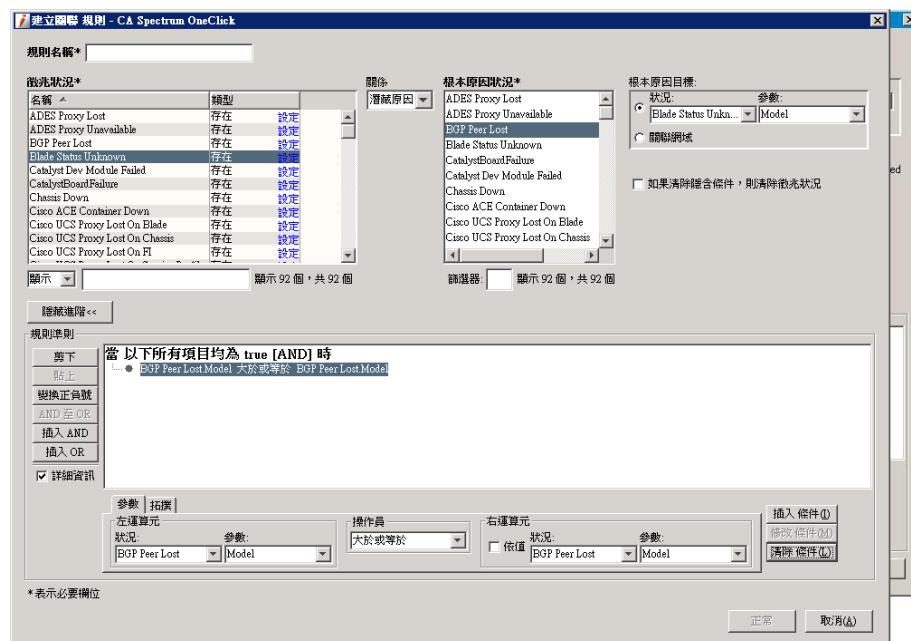 建立關聯 規則 - CA Spectrum OneClick
規則名稱*
徵兆狀況*
關係
根本原因狀況*
根本原因目標:
名稱 類型
潛藏原因
狀況: 參數:
Blade Status Unkn... Model
關聯網域
如果清除隱含條件,則清除徵兆狀況
ADES Proxy Lost 存在 設定
ADES Proxy Unavailable 存在 設定
BGP Peer Lost 存在 設定
Blade Status Unknown 存在 設定
Catalyst Dev Module Failed 存在 設定
CatalystBoardFailure 存在 設定
Chassis Down 存在 設定
Cisco ACE Container Down 存在 設定
Cisco UCS Proxy Lost On Blade 存在 設定
Cisco UCS Proxy Lost On Chassis 存在 設定
Cisco UCS Proxy Lost On FI 存在 設定
ADES Proxy Lost
ADES Proxy Unavailable
BGP Peer Lost
Blade Status Unknown
CatalystBoardFailure
Catalyst Dev Module Failed
Chassis Down
Cisco ACE Container Down
Cisco UCS Proxy Lost On Blade
Cisco UCS Proxy Lost On Chassis
ed
顯示 顯示 92 個,共 92 個
篩選器: 顯示 92 個,共 92 個
隱藏進階<<
規則準則
剪下
貼上
變換正負號
AND 至 OR
插入 AND
插入 OR
詳細資訊
當 以下所有項目均為 true [AND] 時
BGP Peer Lost.Model 大於或等於 BGP Peer Lost.Model
參數 拓撲
左運算元
狀況: 參數:
BGP Peer Lost Model
操作員
大於或等於
右運算元
依值
狀況: 參數:
BGP Peer Lost Model
插入 條件(I)
修改 條件(M)
清除 條件(L)
*表示必要欄位
正常 取消(A)